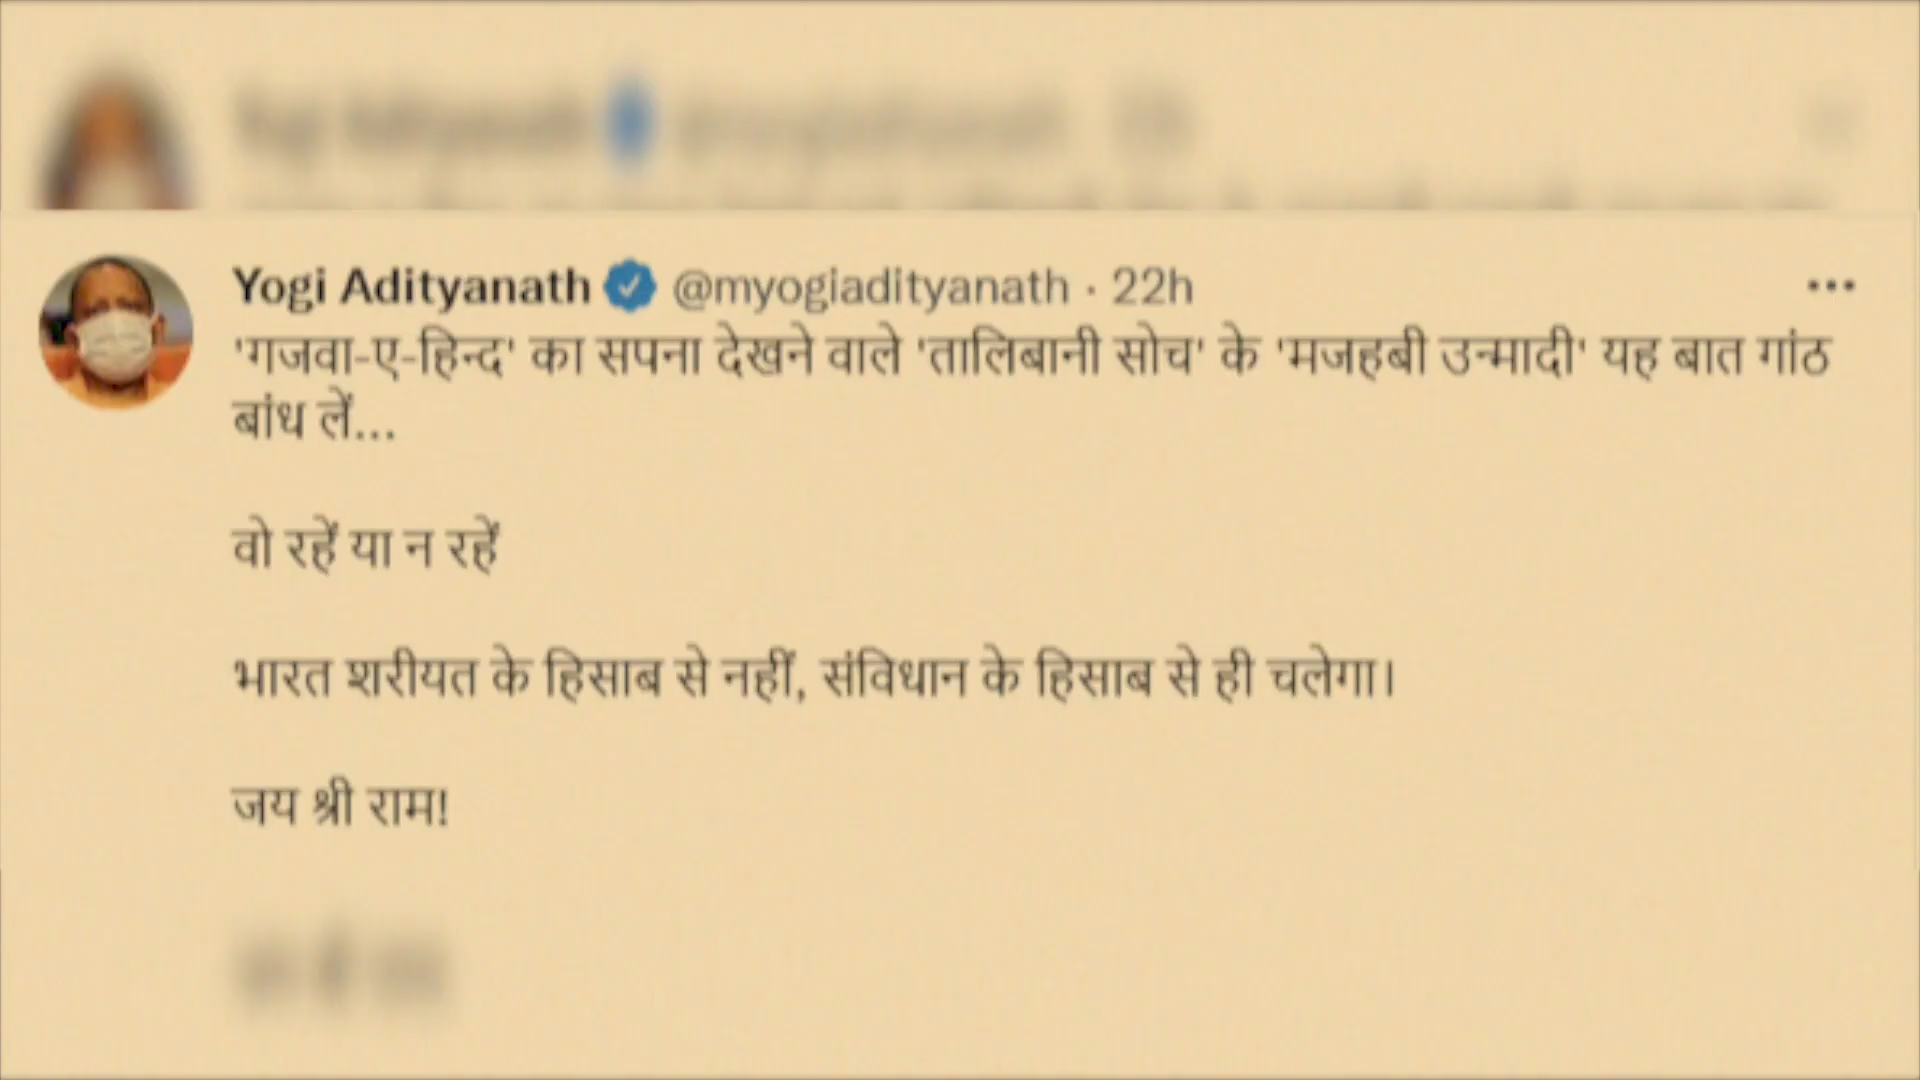 Yogi Adityanath @myogiadityanath · 22h
'गजवा-ए-हिन्द' का सपना देखने वाले 'तालिबानी सोच' के 'मजहबी उन्मादी' यह बात गांठ
बांध लें...
वो रहें या न रहें
भारत शरीयत के हिसाब से नहीं, संविधान के हिसाब से ही चलेगा।
जय श्री राम!